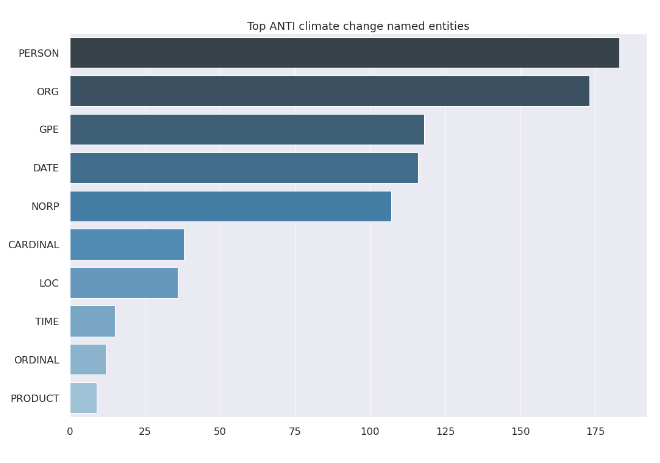 Top ANTI climate change named entities
PERSON
ORG
GPE
DATE
NORP
CARDINAL
LOC
TIME
ORDINAL
PRODUCT
0 25 50 75 100 125 150 175